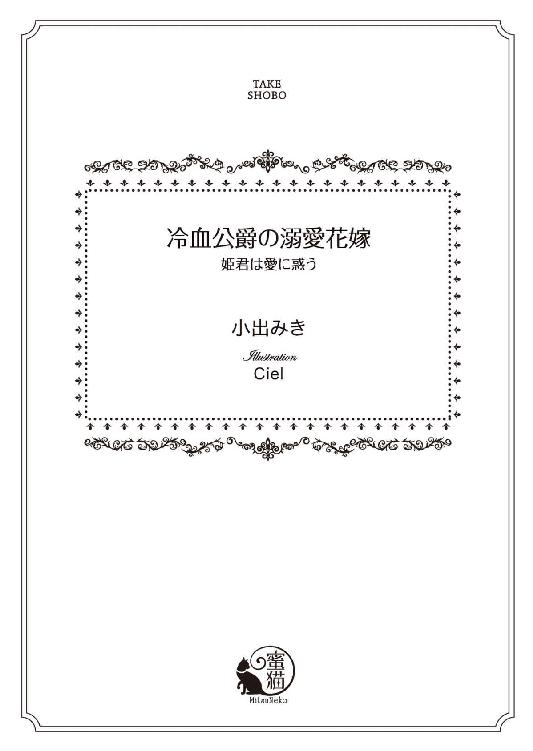 TAKE
SHOBO
冷血公爵の溺愛花嫁
姫君は愛に惑う
小出みき
Illustration
Ciel
蜜猫
MitsuNeko